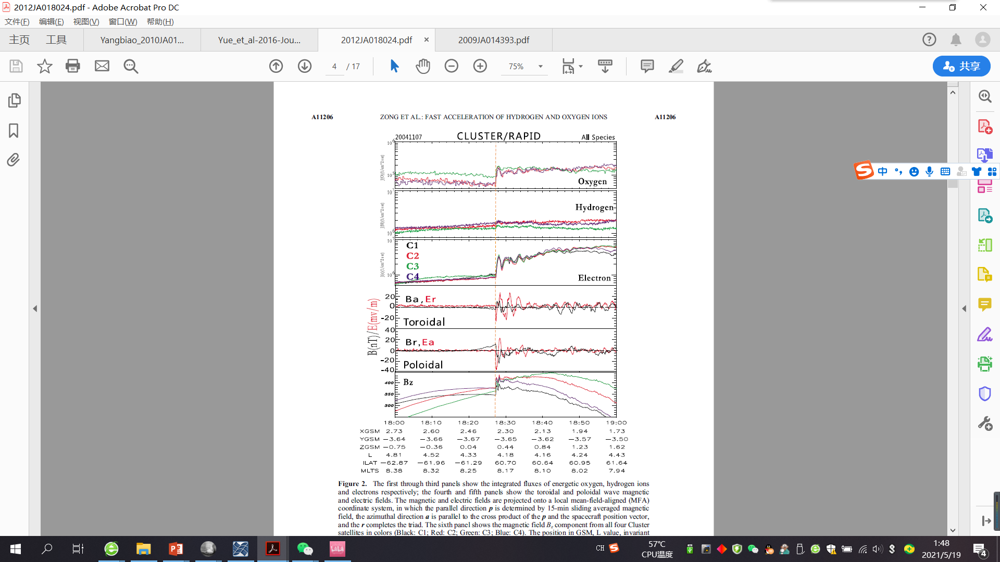 2012JA018024.pdf - Adobe Acrobat Pro DC
文件(F) 编辑(E) 视图(V) 窗口(W) 帮助(H)
主页 工具 Yangbiao_2010JA01... Yue_et_al-2016-Jou... 2012JA018024.pdf × 2009JA014393.pdf
4 / 17 75% 共享
A11206 ZONG ET AL.: FAST ACCELERATION OF HYDROGEN AND OXYGEN IONS A11206
20041107 CLUSTER/RAPID All Species
Oxygen
Hydrogen
C1
C2
C3
C4
Electron
B(nT)/E(mv/m)
20
0
-20
Ba,Er
Toroidal
40
20
0
-20
-40
Br,Ea
Poloidal
Bz
400
350
300
18:00 18:10 18:20 18:30 18:40 18:50 19:00
XGSM 2.73 2.60 2.46 2.30 2.13 1.94 1.73
YGSM −3.64 −3.66 −3.67 −3.65 −3.62 −3.57 −3.50
ZGSM −0.75 −0.36 0.04 0.44 0.84 1.23 1.62
L 4.81 4.52 4.33 4.18 4.16 4.24 4.43
ILAT −62.87 −61.96 −61.29 60.70 60.64 60.95 61.64
MLTS 8.38 8.32 8.25 8.17 8.10 8.02 7.94
Figure 2. The first through third panels show the integrated fluxes of energetic oxygen, hydrogen ions
and electrons respectively; the fourth and fifth panels show the toroidal and poloidal wave magnetic
and electric fields. The magnetic and electric fields are projected onto a local mean-field-aligned (MFA)
coordinate system, in which the parallel direction p is determined by 15-min sliding averaged magnetic
field, the azimuthal direction a is parallel to the cross product of the p and the spacecraft position vector,
and the r completes the triad. The sixth panel shows the magnetic field Bz component from all four Cluster
satellites in colors (Black: C1; Red: C2; Green: C3; Blue: C4). The position in GSM, L value, invariant
中
CH
57℃
CPU温度
1:48
2021/5/19
4